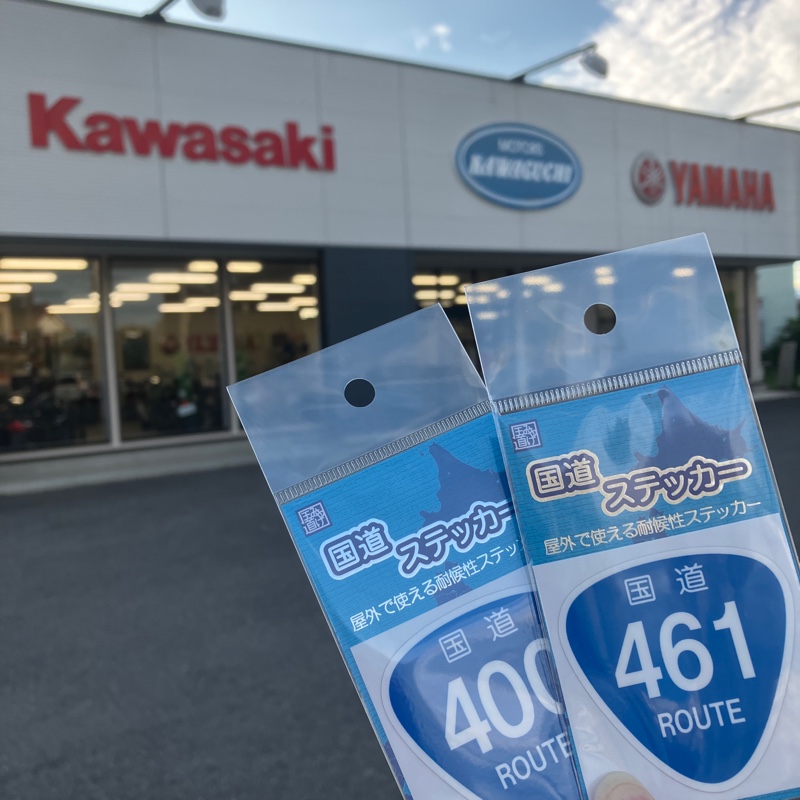 Kawasaki
MOTORS
KAWAGUCHI
YAMAHA
国道
ステッカー
屋外で使える耐候性ステッカー
国道
461
ROUTE
国道
ステッカー
屋外で使える耐候性ステッ
国道
400
ROUTE